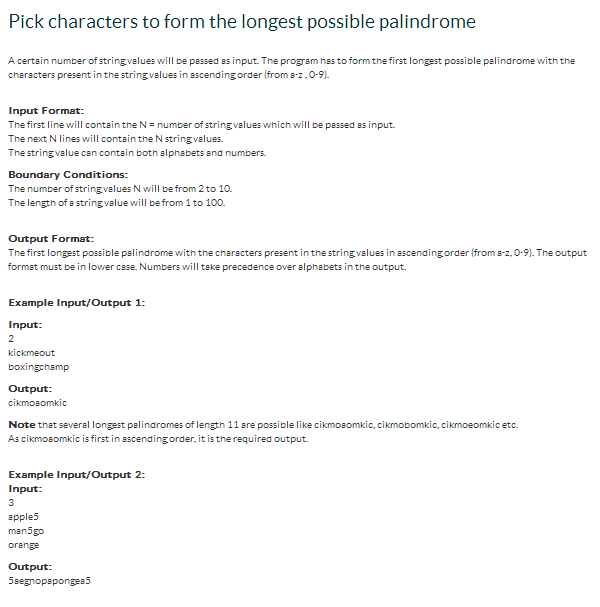 Pick characters to form the longest possible palindrome
A certain number of string values will be passed as input. The program has to form the first longest possible palindrome with the
characters present in the string values in ascending order (from a-z , 0-9).
Input Format:
The first line will contain the N = number of string values which will be passed as input.
The next N lines will contain the N string values.
The string value can contain both alphabets and numbers.
Boundary Conditions:
The number of string values N will be from 2 to 10.
The length of a string value will be from 1 to 100.
Output Format:
The first longest possible palindrome with the characters present in the string values in ascending order (from a-z, 0-9). The output
format must be in lower case. Numbers will take precedence over alphabets in the output.
Example Input/Output 1:
Input:
2
kickmeout
boxingchamp
Output:
cikmoaomkic
Note that several longest palindromes of length 11 are possible like cikmoaomkic, cikmobomkic, cikmoeomkic etc.
As cikmoaomkic is first in ascending order, it is the required output.
Example Input/Output 2:
Input:
3
apple5
man5go
orange
Output:
5aegnopapongea5